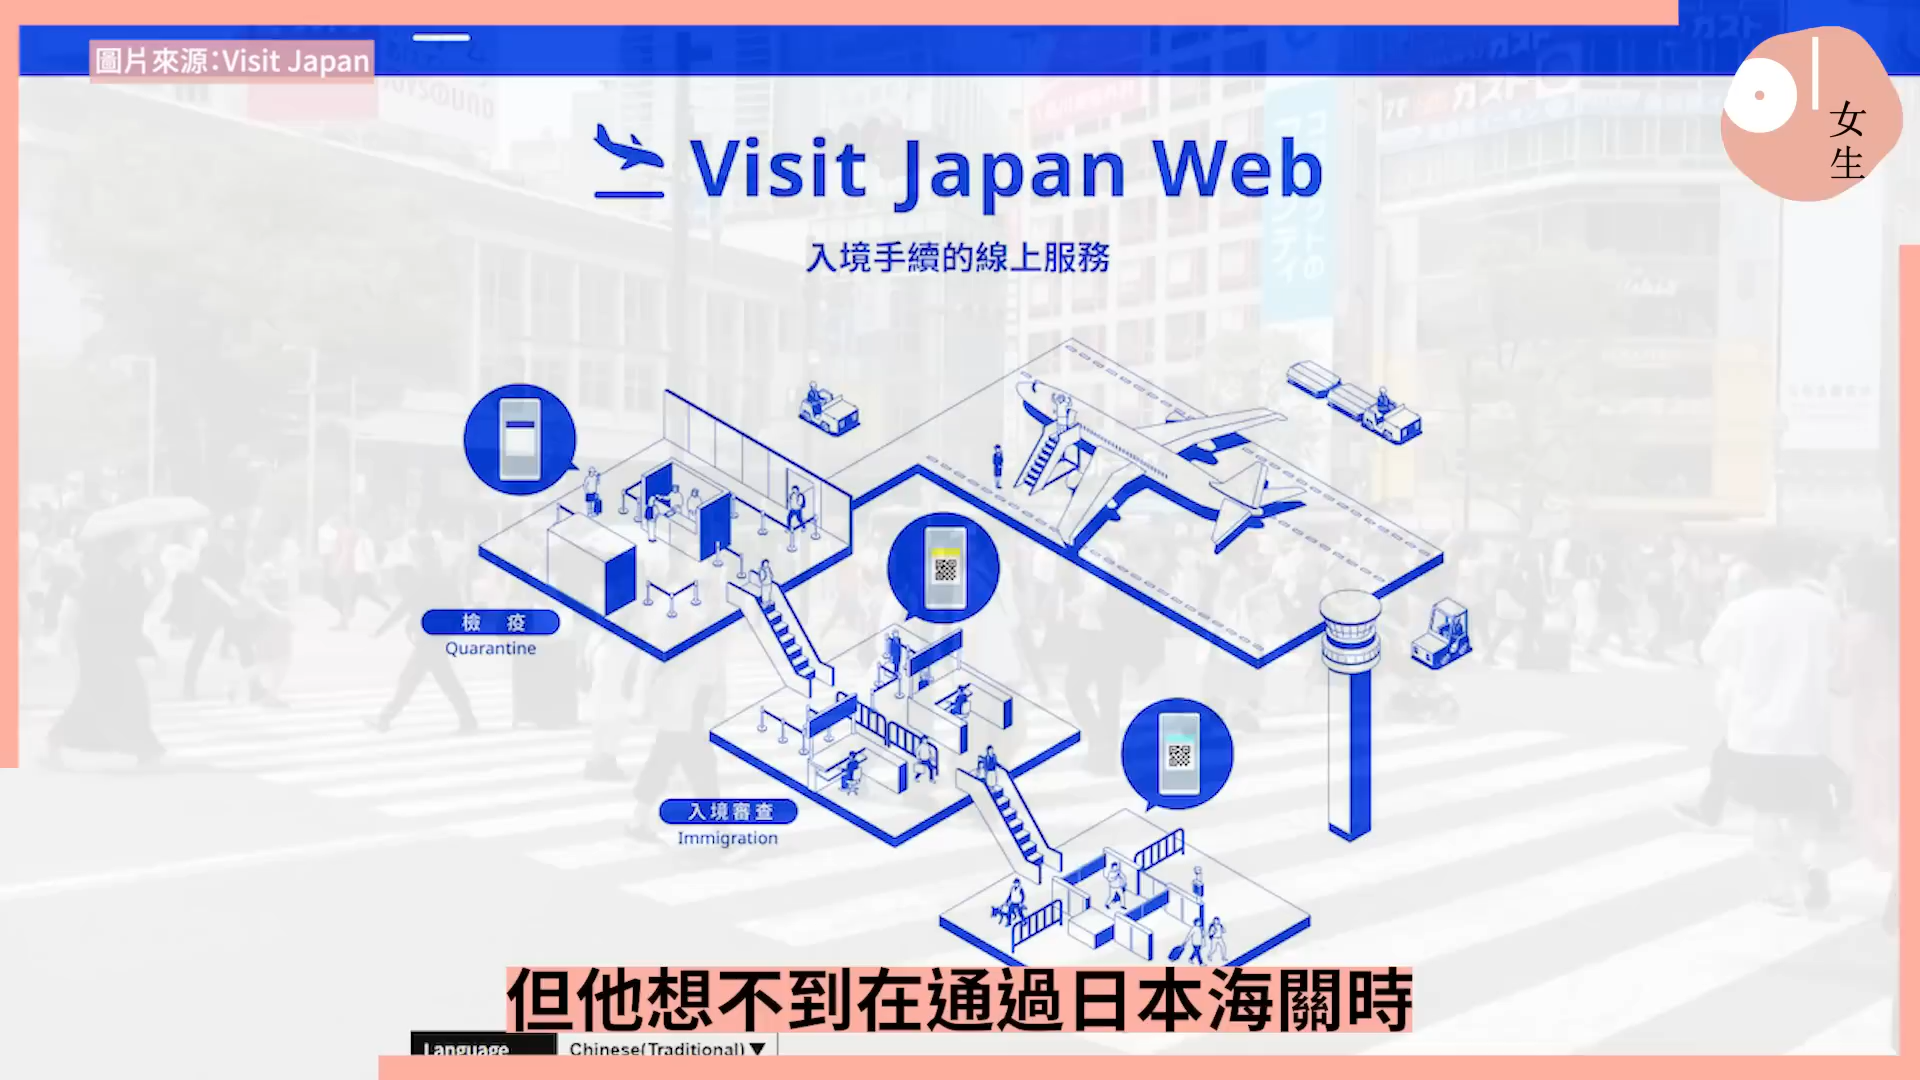 圖片來源:Visit Japan
女生
Visit Japan Web
入境手續的線上服務
檢 疫
Quarantine
入境審查
Immigration
但他想不到在通過日本海關時
Language
Chinese(Traditional)▼